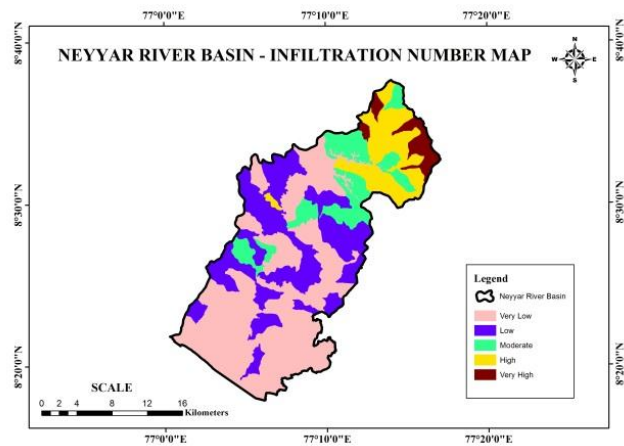 77°0'0"E 77°10'0"E 77°20'0"E
8°40'0"N 8°40'0"N
NEYYAR RIVER BASIN - INFILTRATION NUMBER MAP
N
W E
S
8°30'0"N 8°30'0"N
Legend
Neyyar River Basin
Very Low
Low
Moderate
High
Very High
8°20'0"N 8°20'0"N
SCALE
0 2 4 8 12 16
Kilometers
77°0'0"E 77°10'0"E 77°20'0"E